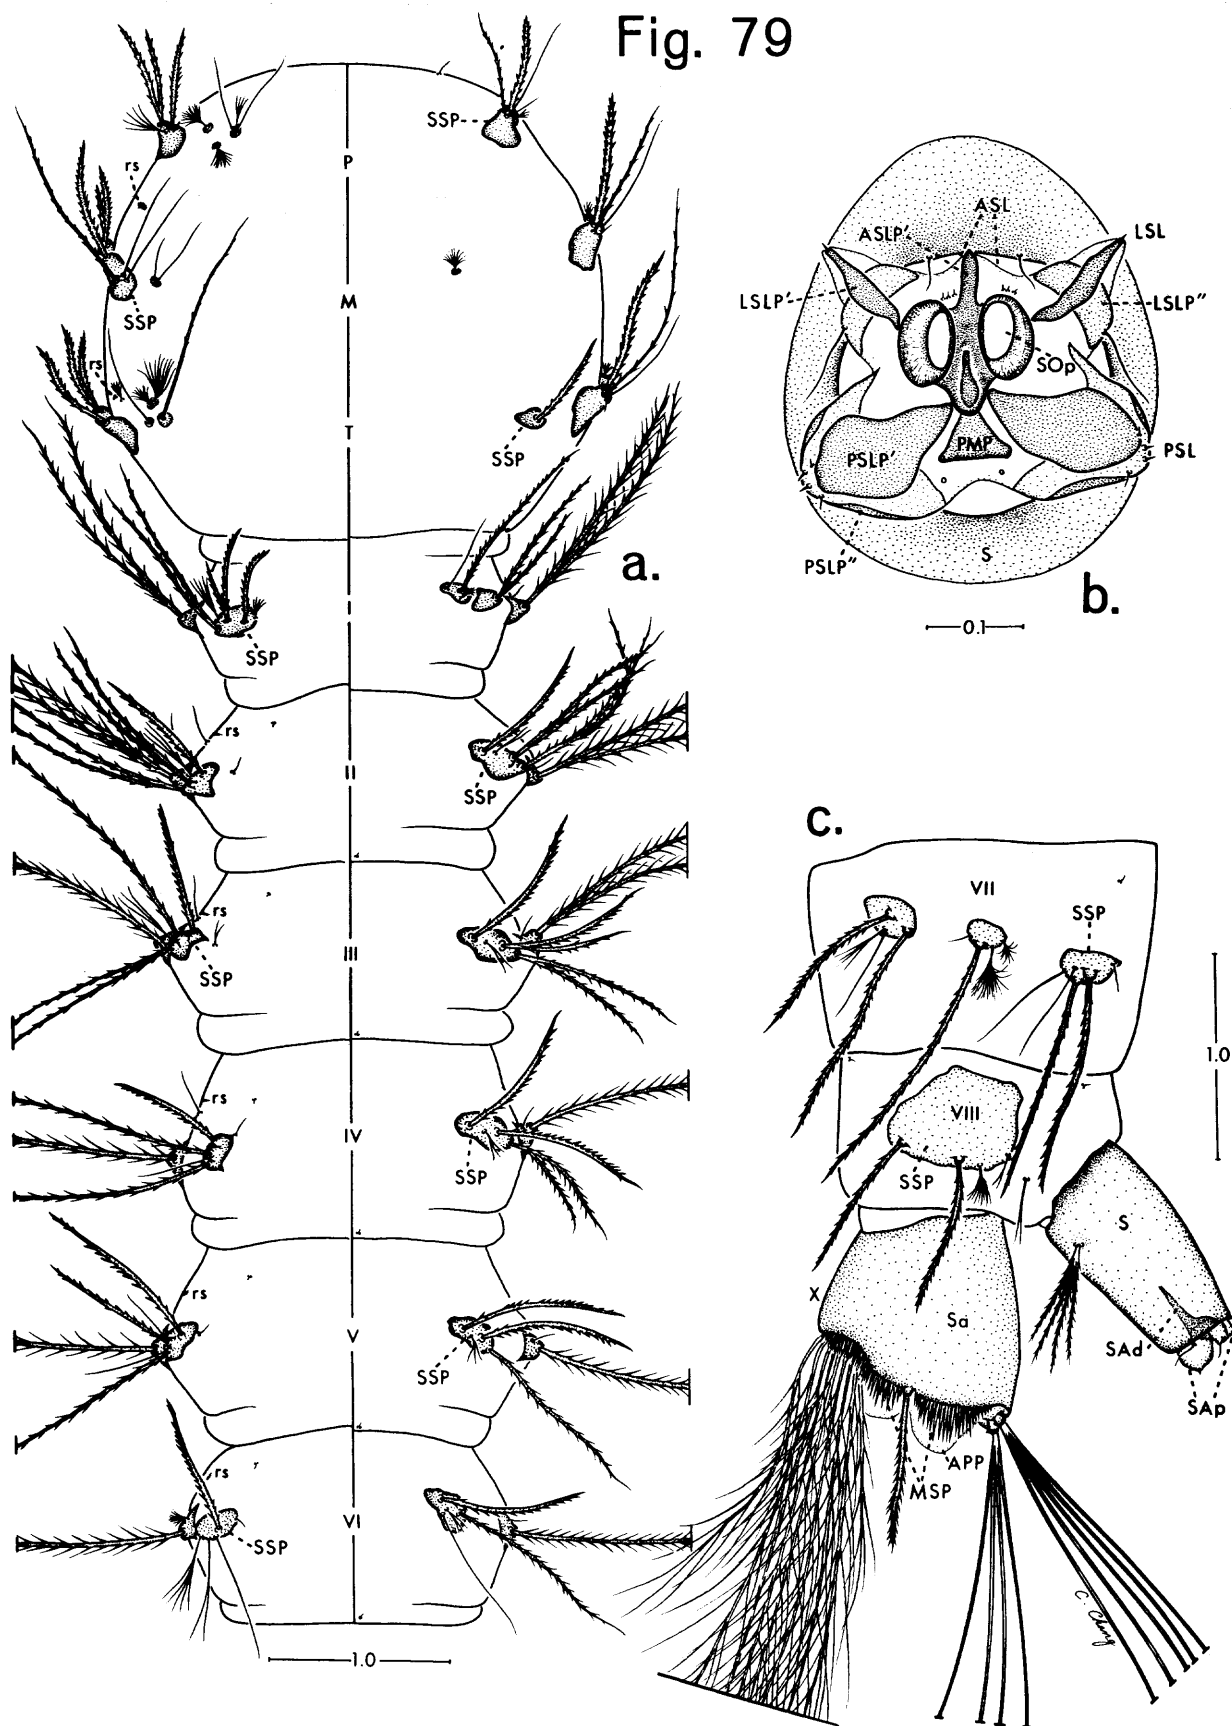 Fig. 79
SSP
P
rs
M
SSP
rs
T
SSP
a.
I
SSP
rs
II
SSP
rs
III
SSP
rs
IV
SSP
rs
V
SSP
rs
VI
SSP
1.0
ASL
ASLP'
LSL
LSLP'
LSLP"
SOp
PMP
PSLP'
PSL
S
PSLP"
b.
0.1
c.
VII
SSP
1.0
VIII
SSP
S
X
Sa
SAd
SAp
APP
MSP
C. Chang